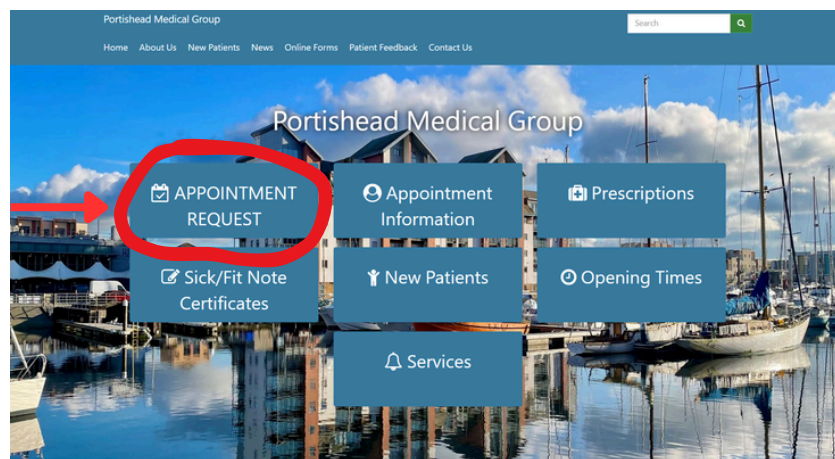 Portishead Medical Group
Search
Home About Us New Patients News Online Forms Patient Feedback Contact Us
Portishead Medical Group
APPOINTMENT
REQUEST
Appointment
Information
Prescriptions
Sick/Fit Note
Certificates
New Patients
Opening Times
Services